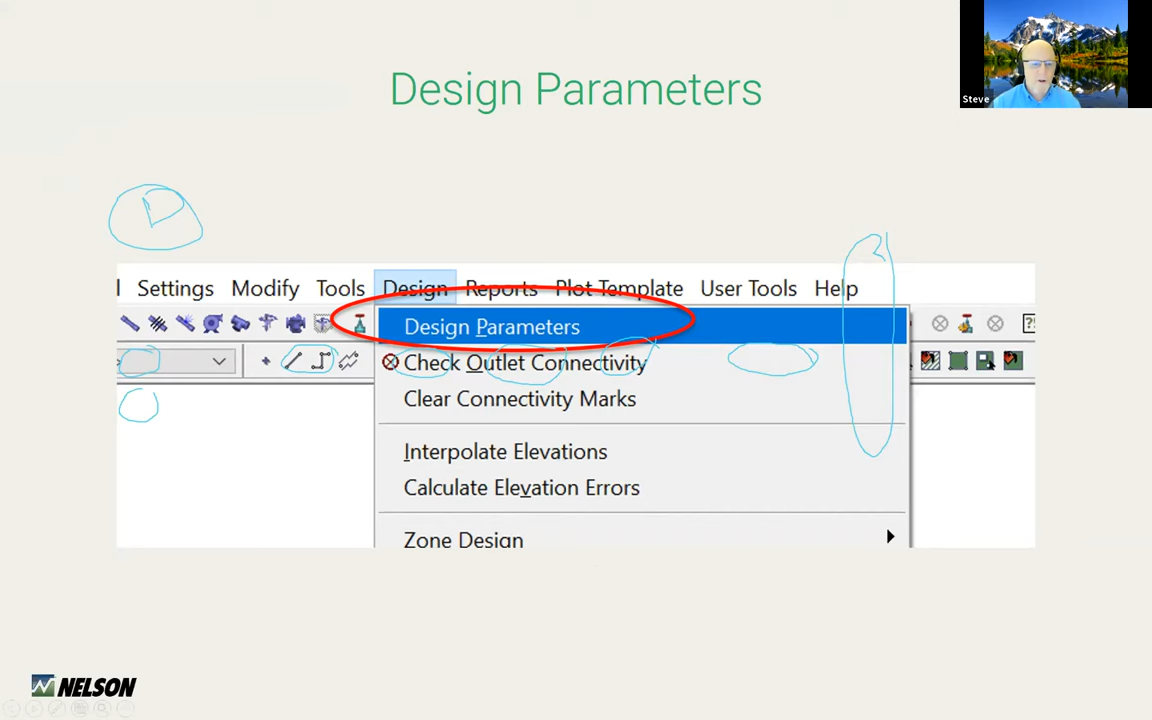 Design Parameters
Steve
Settings Modify Tools Design Reports Plot Template User Tools Help
Design Parameters
Check Outlet Connectivity
Clear Connectivity Marks
Interpolate Elevations
Calculate Elevation Errors
Zone Design
NELSON